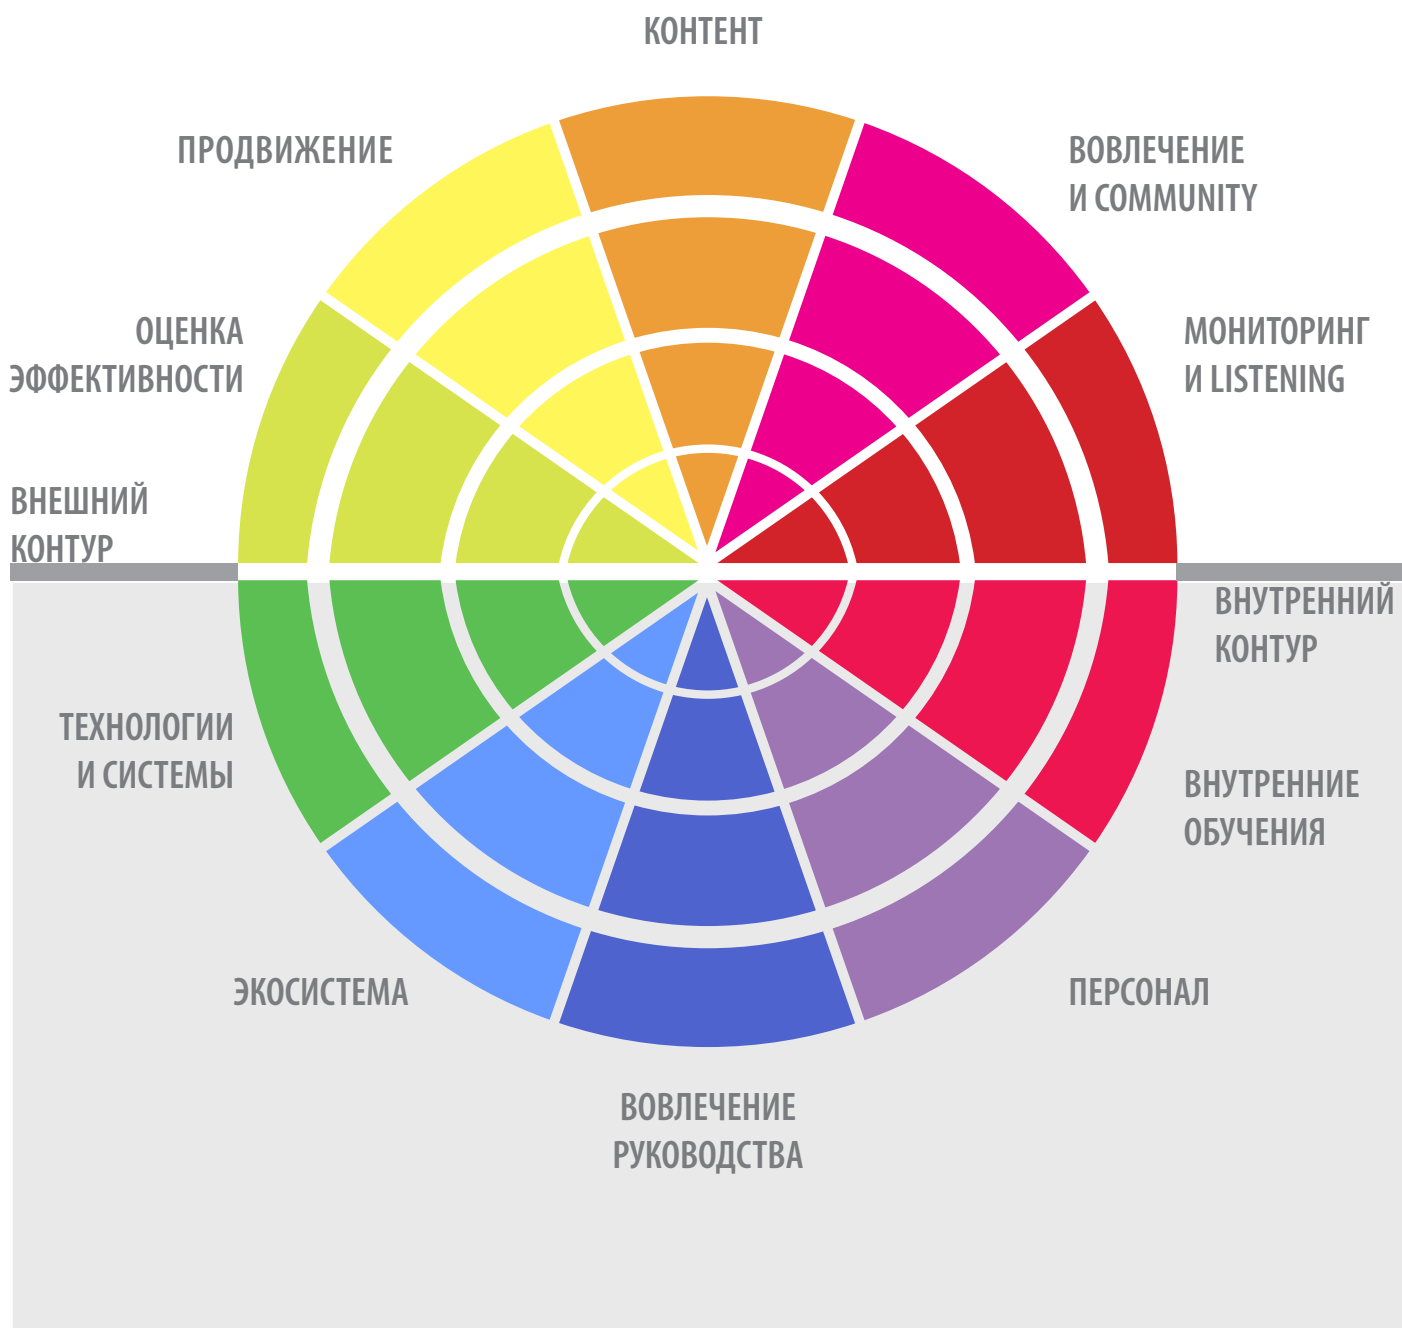 КОНТЕНТ
ПРОДВИЖЕНИЕ
ВОВЛЕЧЕНИЕ
И COMMUNITY
ОЦЕНКА
ЭФФЕКТИВНОСТИ
МОНИТОРИНГ
И LISTENING
ВНЕШНИЙ
КОНТУР
ВНУТРЕННИЙ
КОНТУР
ТЕХНОЛОГИИ
И СИСТЕМЫ
ВНУТРЕННИЕ
ОБУЧЕНИЯ
ЭКОСИСТЕМА
ПЕРСОНАЛ
ВОВЛЕЧЕНИЕ
РУКОВОДСТВА